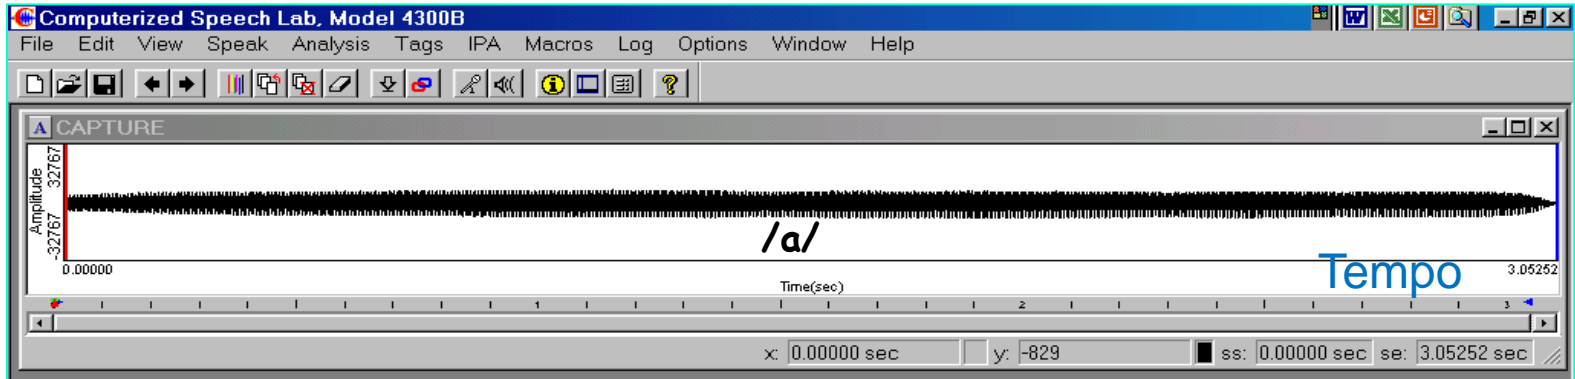 Computerized Speech Lab, Model 4300B
File Edit View Speak Analysis Tags IPA Macros Log Options Window Help
A CAPTURE
Amplitude
-32767 32767
/a/
Tempo
0.00000 3.05252
Time(sec)
1 2 3
x: 0.00000 sec y: -829 ss: 0.00000 sec se: 3.05252 sec